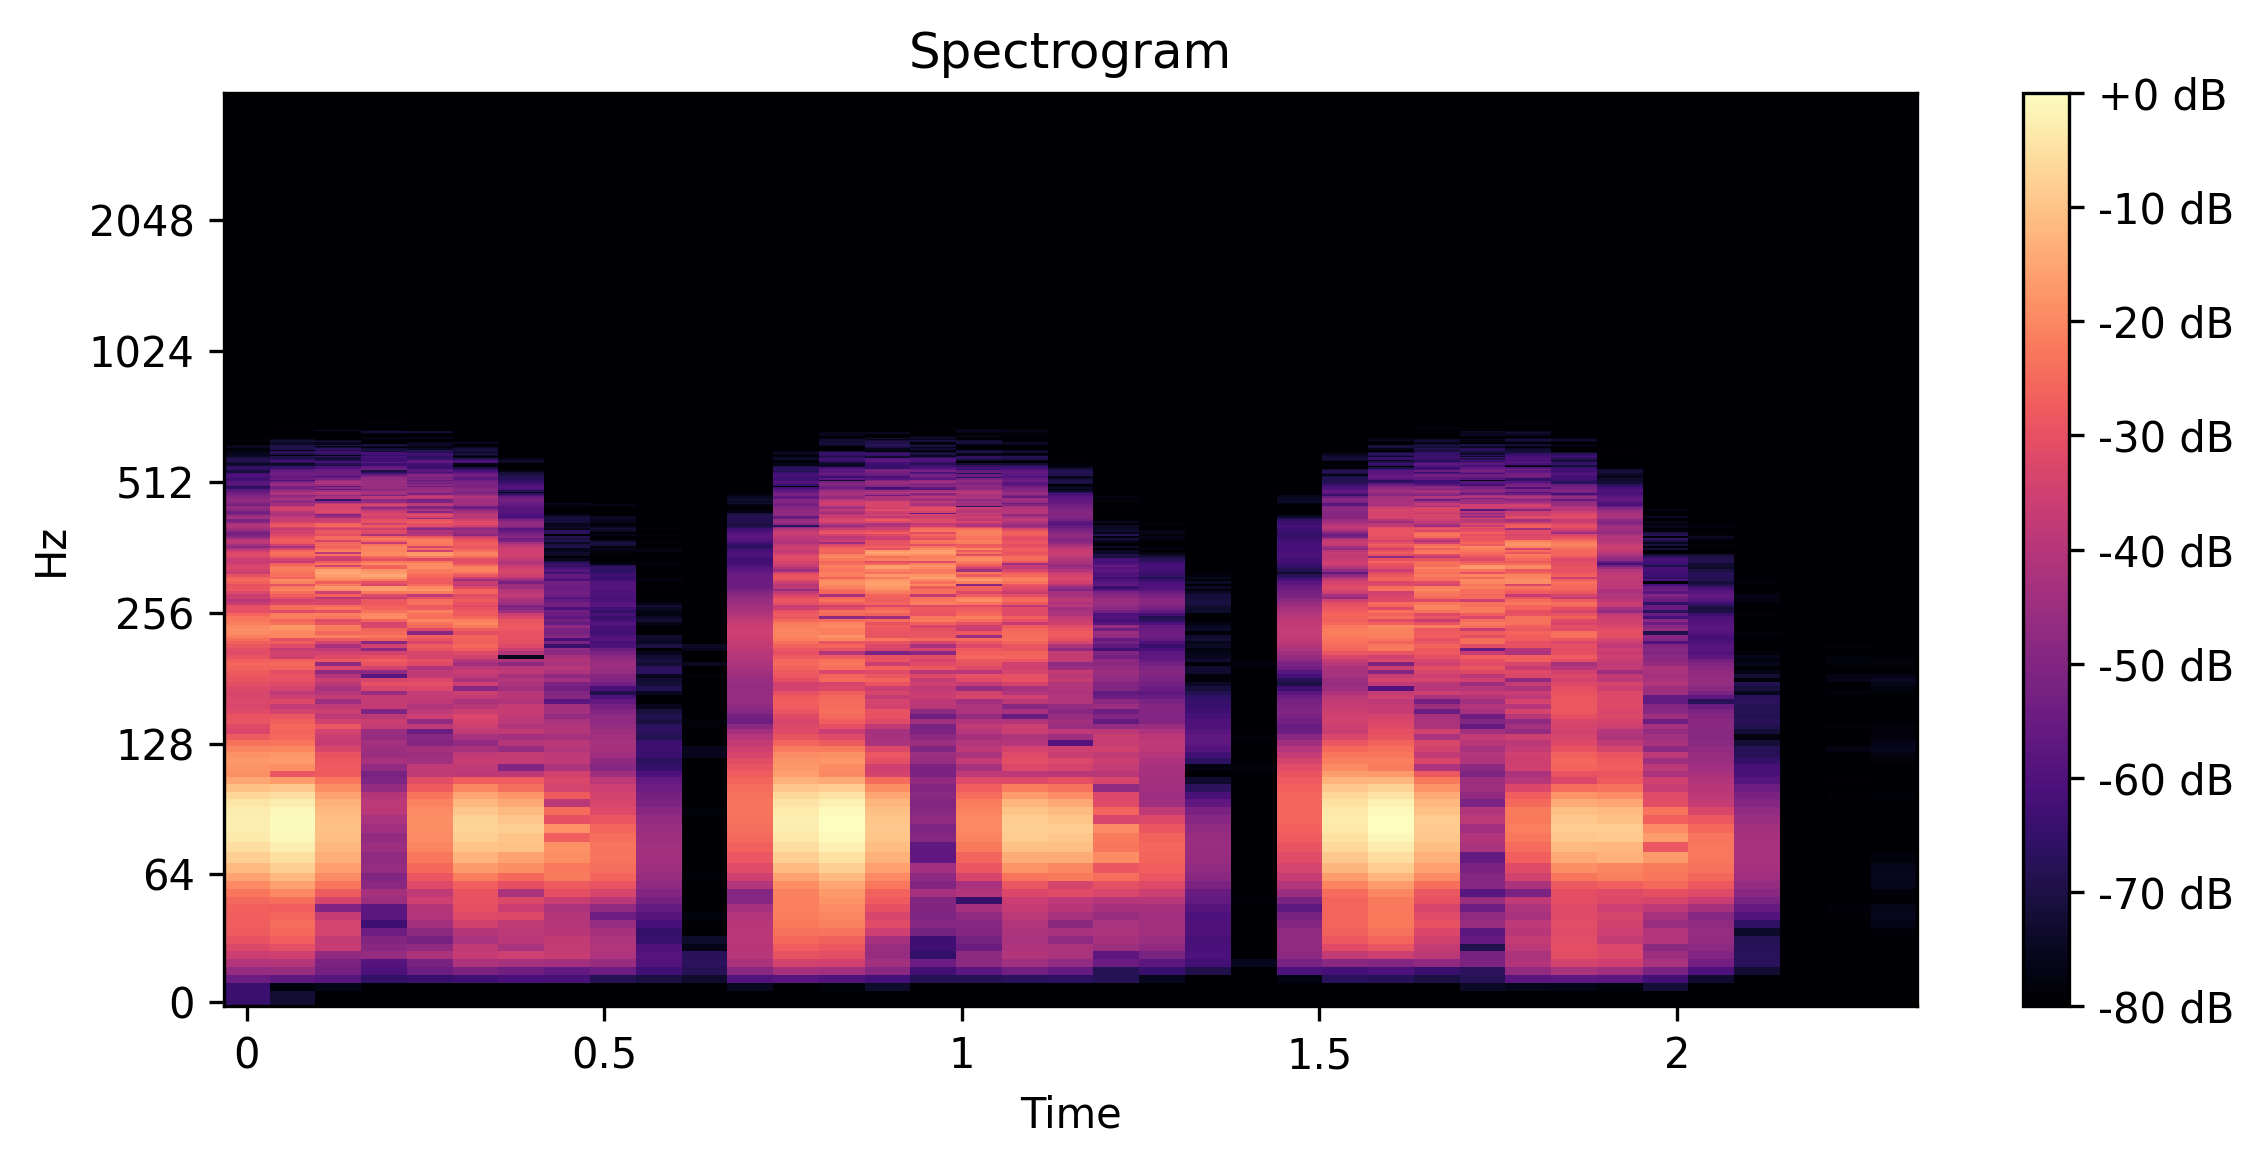 Spectrogram
Hz
2048
1024
512
256
128
64
0
0 0.5 1 1.5 2
Time
+0 dB
-10 dB
-20 dB
-30 dB
-40 dB
-50 dB
-60 dB
-70 dB
-80 dB